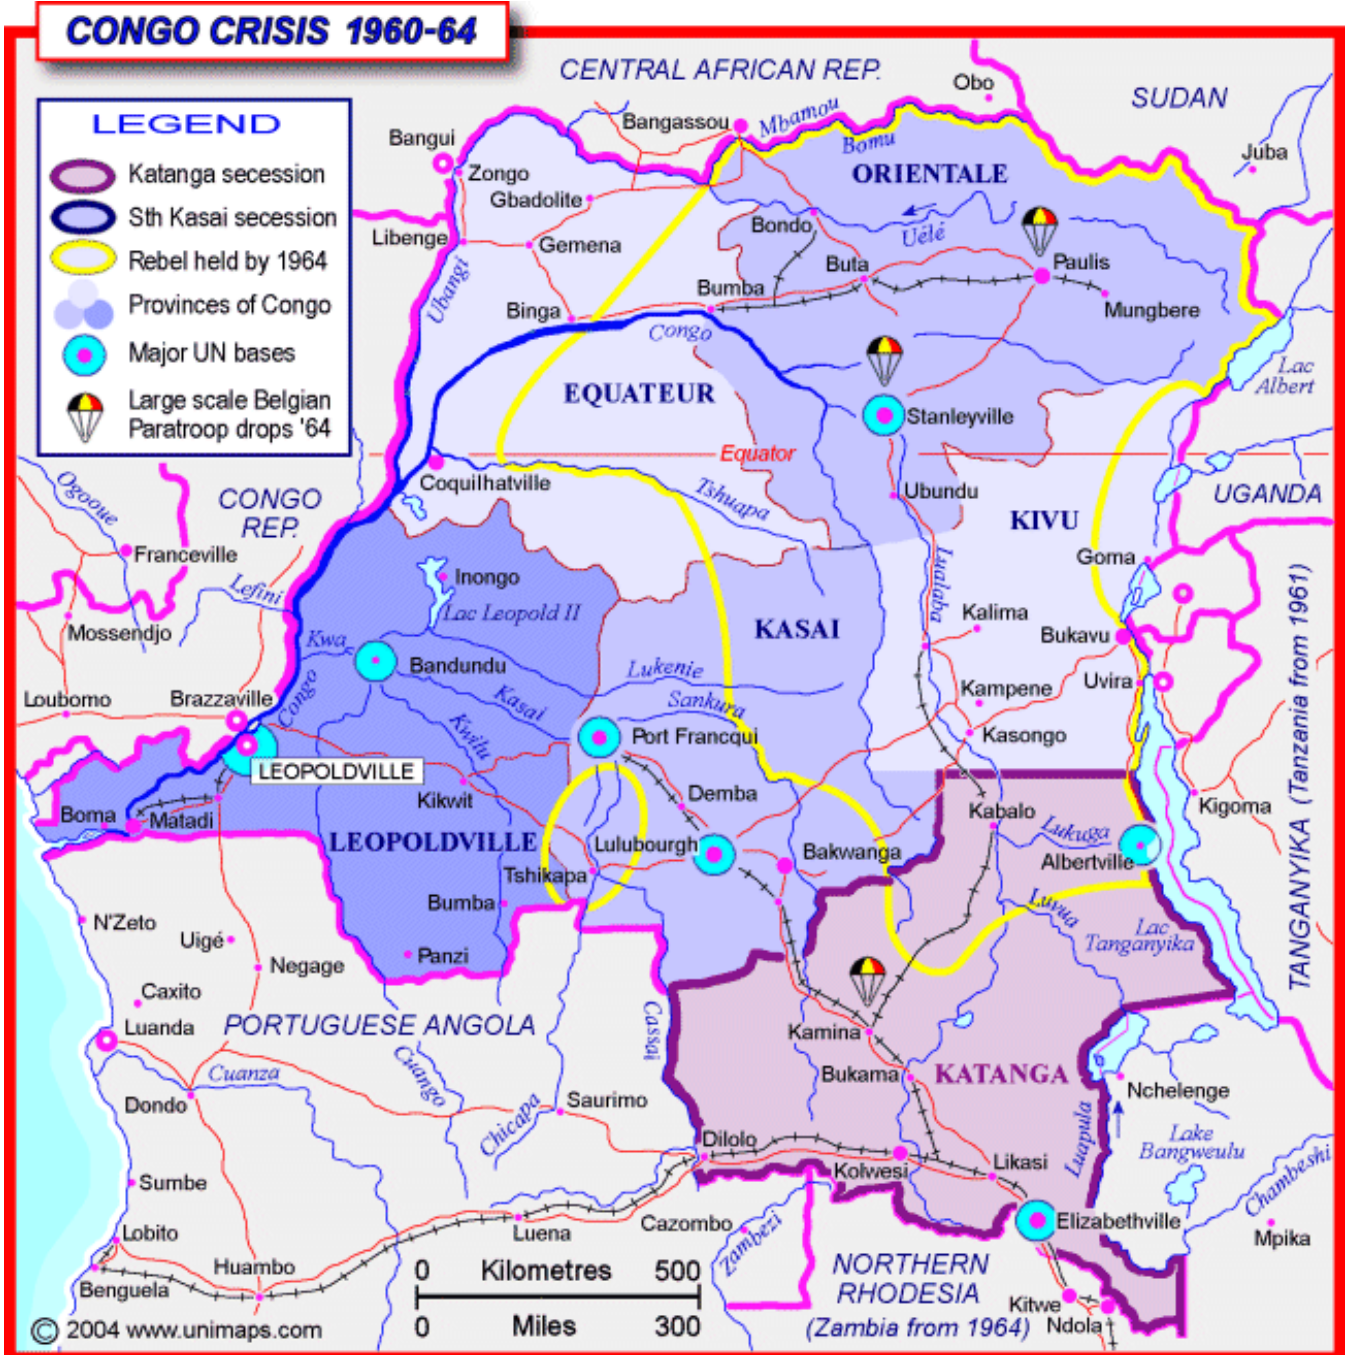 CONGO CRISIS 1960-64
CENTRAL AFRICAN REP.
Obo
SUDAN
LEGEND
Katanga secession
Sth Kasai secession
Rebel held by 1964
Provinces of Congo
Major UN bases
Large scale Belgian
Paratroop drops '64
Bangui
Zongo
Gbadolite
Libenge
Gemena
Ubangi
Binga
Bangassou
Mbamou
Bomu
ORIENTALE
Juba
Bondo
Uélé
Buta
Paulis
Bumba
Mungbere
Congo
Lac
Albert
EQUATEUR
Stanleyville
Equator
Coquilhatville
Tshuapa
Ubundu
UGANDA
KIVU
Ogooue
CONGO
REP.
Franceville
Lefini
Mossendjo
Loubomo
Brazzaville
Inongo
Lac Leopold II
Kwa
Congo
Bandundu
Kasai
Kwilu
KASAI
Lukenie
Sankura
Port Francqui
Lualaba
Goma
Kalima
Bukavu
Kampene
Uvira
Kasongo
TANGANYIKA (Tanzania from 1961)
LEOPOLDVILLE
Boma
Matadi
Kikwit
Demba
Kabalo
Kigoma
LEOPOLDVILLE
Lulubourgh
Bakwanga
Lukuga
Albertville
Tshikapa
Bumba
Panzi
Luvua
Lac
Tanganyika
N'Zeto
Uigé
Negage
Caxito
Luanda
PORTUGUESE ANGOLA
Cassai
Kamina
Cuanza
Cuango
Dondo
Chicapa
Saurimo
Bukama
KATANGA
Nchelenge
Luapula
Lake
Bangweulu
Chambeshi
Dilolo
Kolwesi
Likasi
Sumbe
Lobito
Luena
Cazombo
Zambezi
Elizabethville
Mpika
Benguela
Huambo
NORTHERN
RHODESIA
(Zambia from 1964)
Kitwe
Ndola
0 Kilometres 500
0 Miles 300
© 2004 www.unimaps.com